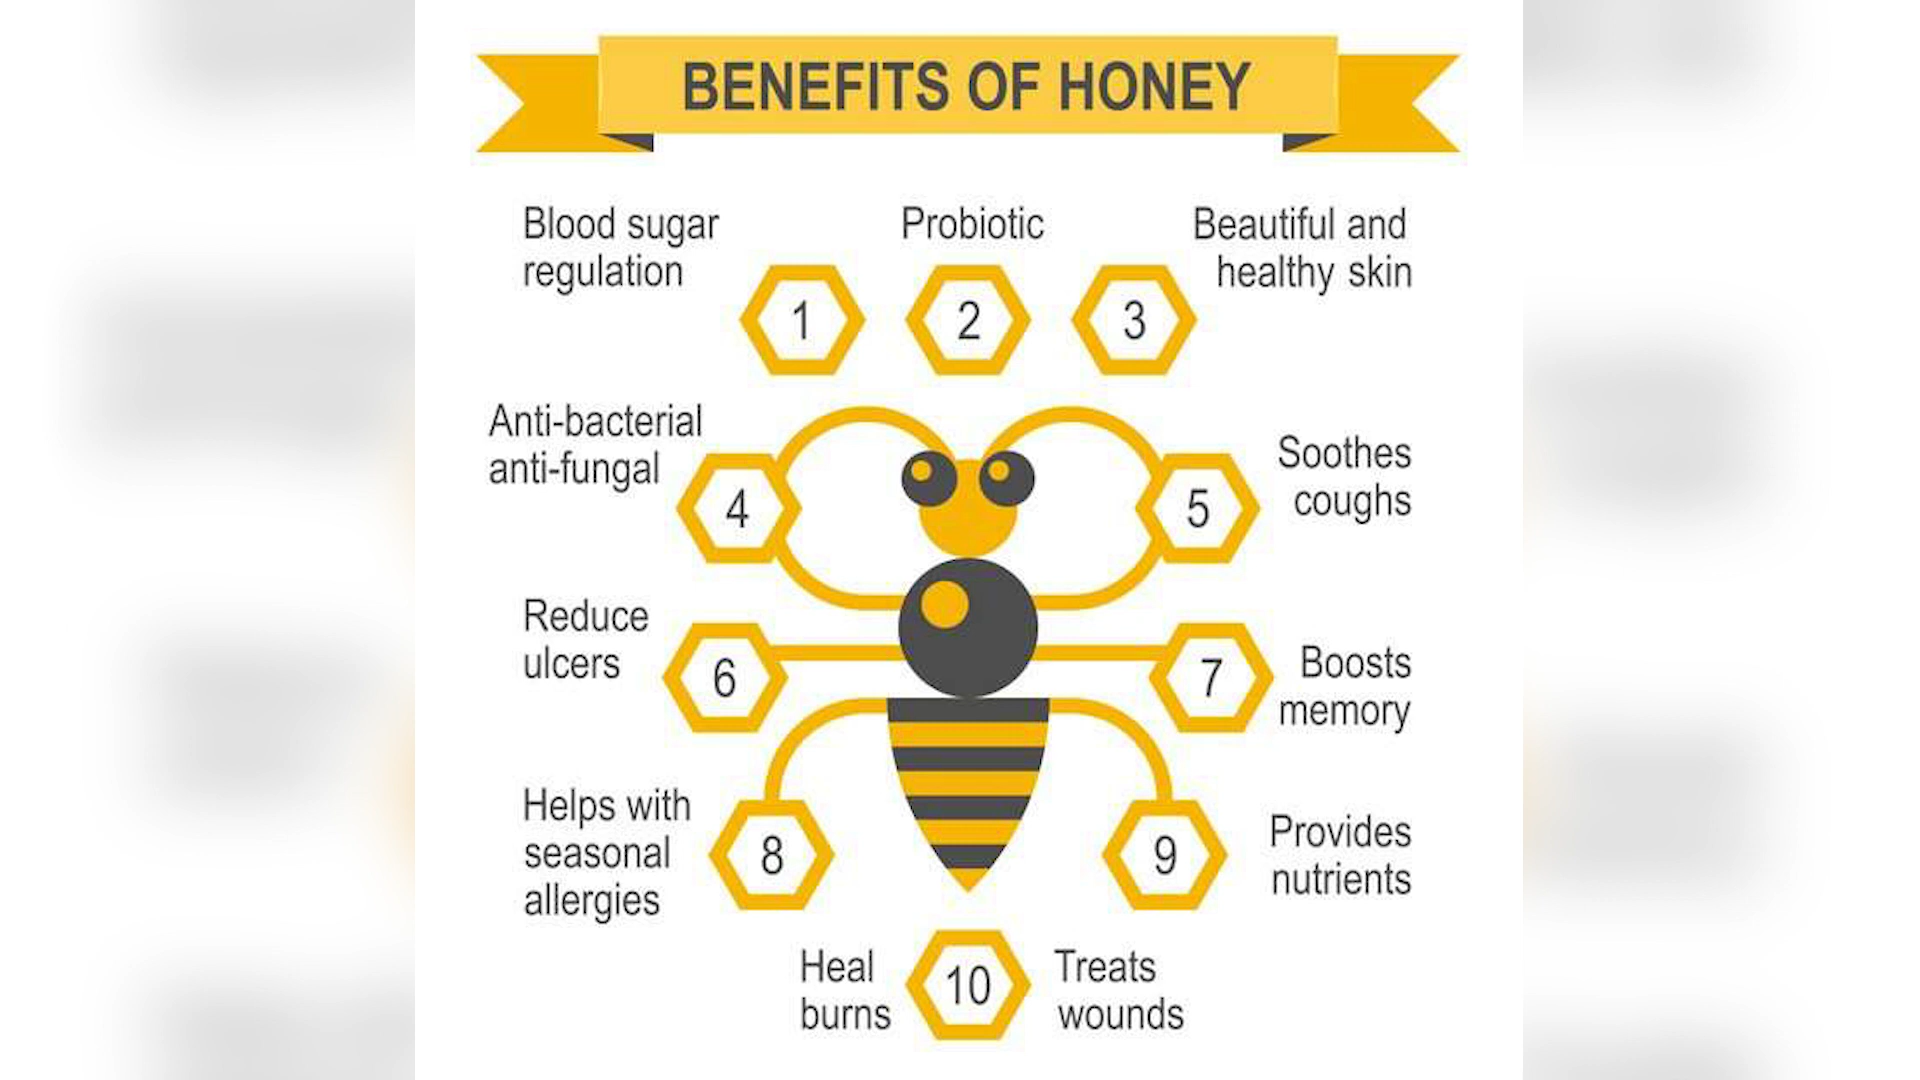 BENEFITS OF HONEY
Blood sugar
regulation
1
Probiotic
2
Beautiful and
healthy skin
3
Anti-bacterial
anti-fungal
4
Soothes
coughs
5
Reduce
ulcers
6
Boosts
memory
7
Helps with
seasonal
allergies
8
Provides
nutrients
9
Heal
burns
10
Treats
wounds